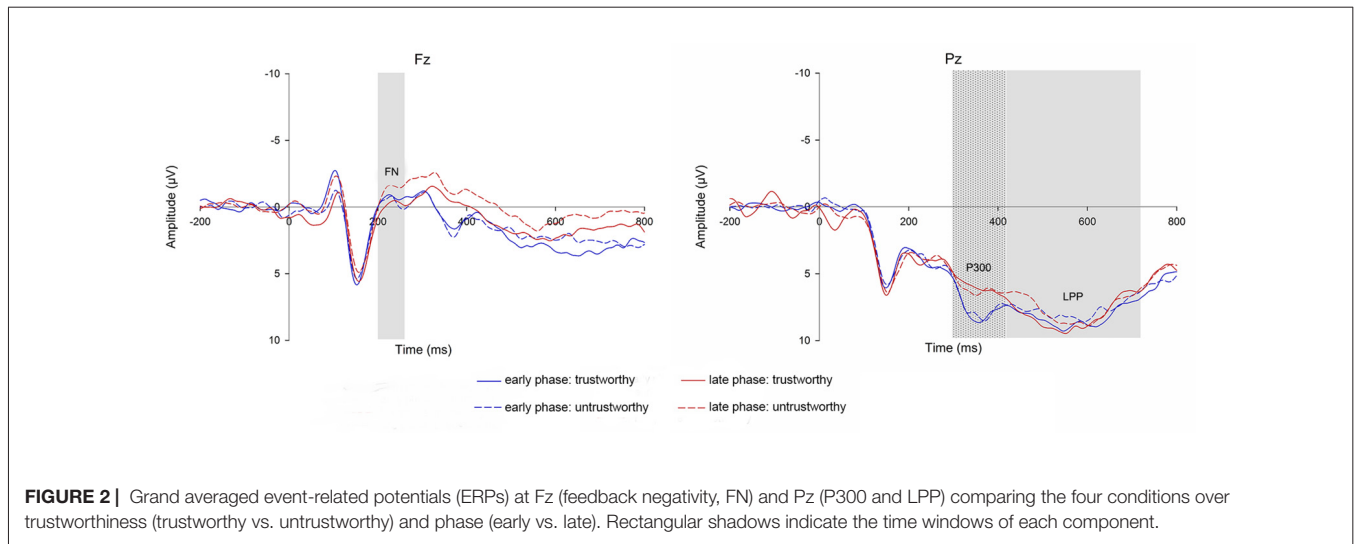 Fz
Pz
-10
-10
-5
-5
FN
Amplitude (µV)
-200
0
0
200
400
600
800
Amplitude (µV)
-200
0
0
200
400
600
800
5
5
P300
LPP
10
10
Time (ms)
Time (ms)
early phase: trustworthy
late phase: trustworthy
early phase: untrustworthy
late phase: untrustworthy
FIGURE 2 | Grand averaged event-related potentials (ERPs) at Fz (feedback negativity, FN) and Pz (P300 and LPP) comparing the four conditions over
trustworthiness (trustworthy vs. untrustworthy) and phase (early vs. late). Rectangular shadows indicate the time windows of each component.